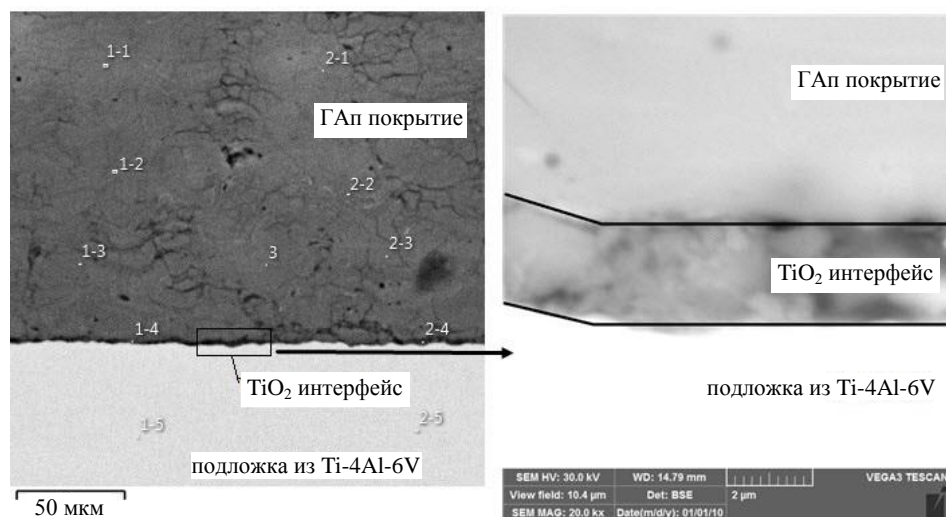 1-1
2-1
ГАп покрытие
1-2
2-2
1-3
3
2-3
1-4
2-4
TiO₂ интерфейс
1-5
2-5
подложка из Ti-4Al-6V
50 мкм
ГАп покрытие
TiO₂ интерфейс
подложка из Ti-4Al-6V
SEM HV: 30.0 kV WD: 14.79 mm VEGA3 TESCAN
View field: 10.4 µm Det: BSE 2 µm
SEM MAG: 20.0 kx Date(m/d/y): 01/01/10